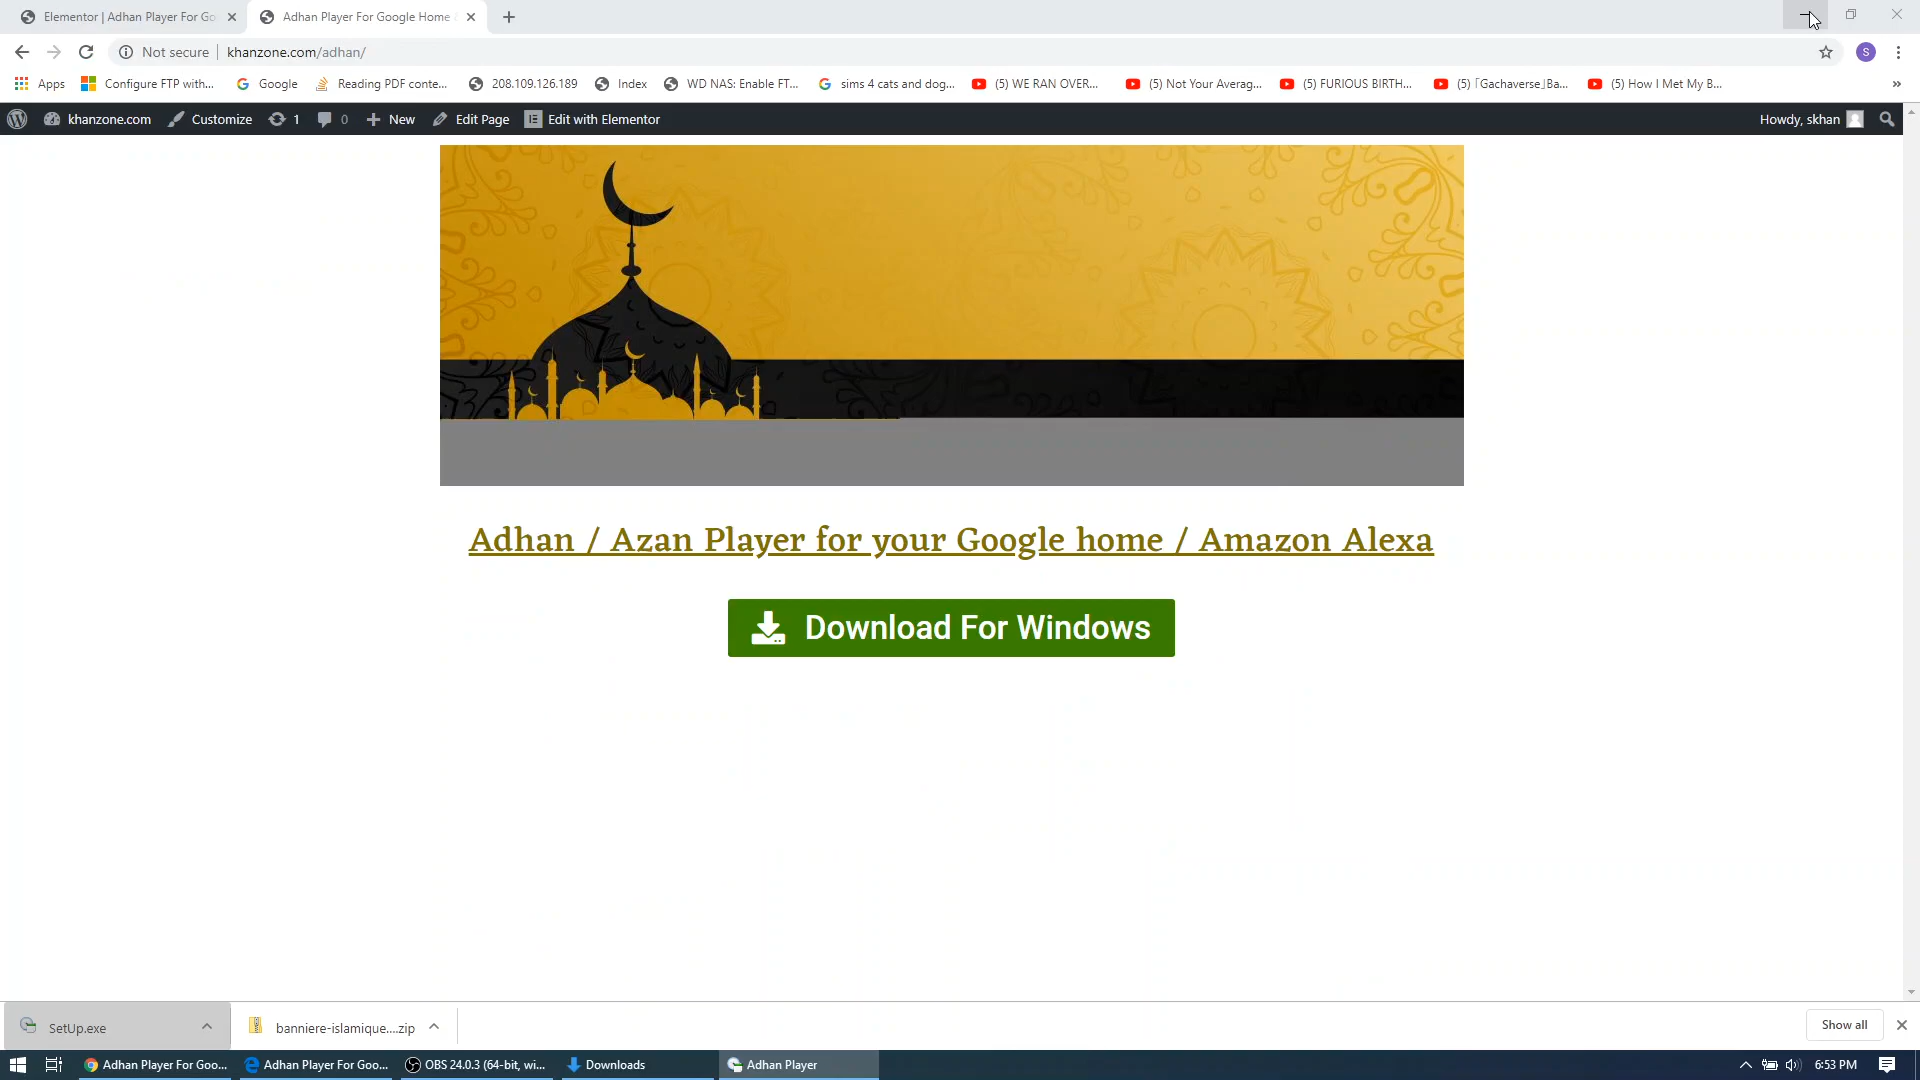 Elementor | Adhan Player For Go
Adhan Player For Google Home
Not secure
khanzone.com/adhan/
S
Apps
Configure FTP with...
Google
Reading PDF conte...
208.109.126.189
Index
WD NAS: Enable FT...
sims 4 cats and dog...
(5) WE RAN OVER...
(5) Not Your Averag...
(5) FURIOUS BIRTH...
(5) 「Gachaverse」Ba...
(5) How I Met My B...
»
khanzone.com
Customize
1
0
New
Edit Page
Edit with Elementor
Howdy, skhan
Adhan / Azan Player for your Google home / Amazon Alexa
Download For Windows
SetUp.exe
banniere-islamique....zip
Show all
Adhan Player For Goo...
Adhan Player For Goo...
OBS 24.0.3 (64-bit, wi...
Downloads
Adhan Player
6:53 PM